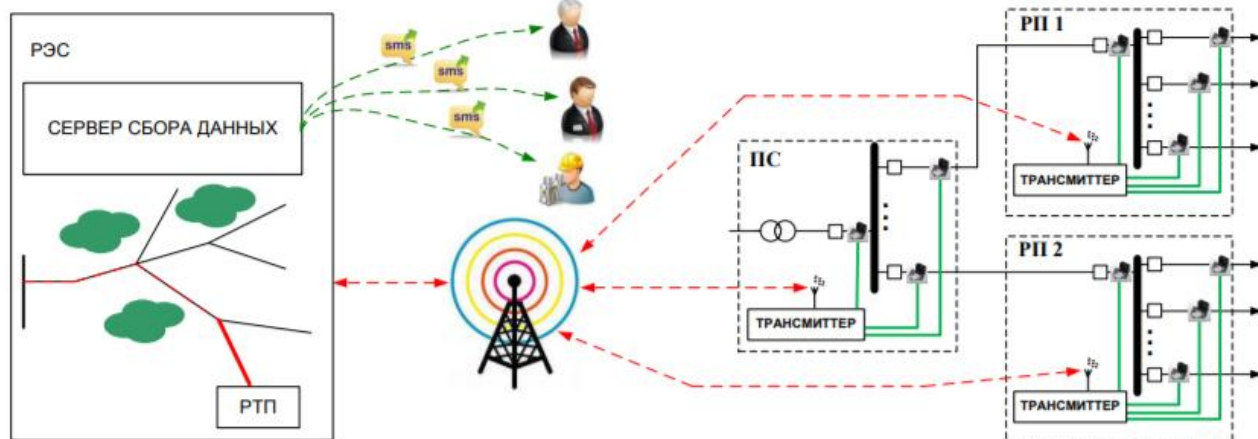 РЭС
СЕРВЕР СБОРА ДАННЫХ
РТП
sms
sms
sms
ПС
ТРАНСМИТТЕР
РП 1
ТРАНСМИТТЕР
РП 2
ТРАНСМИТТЕР